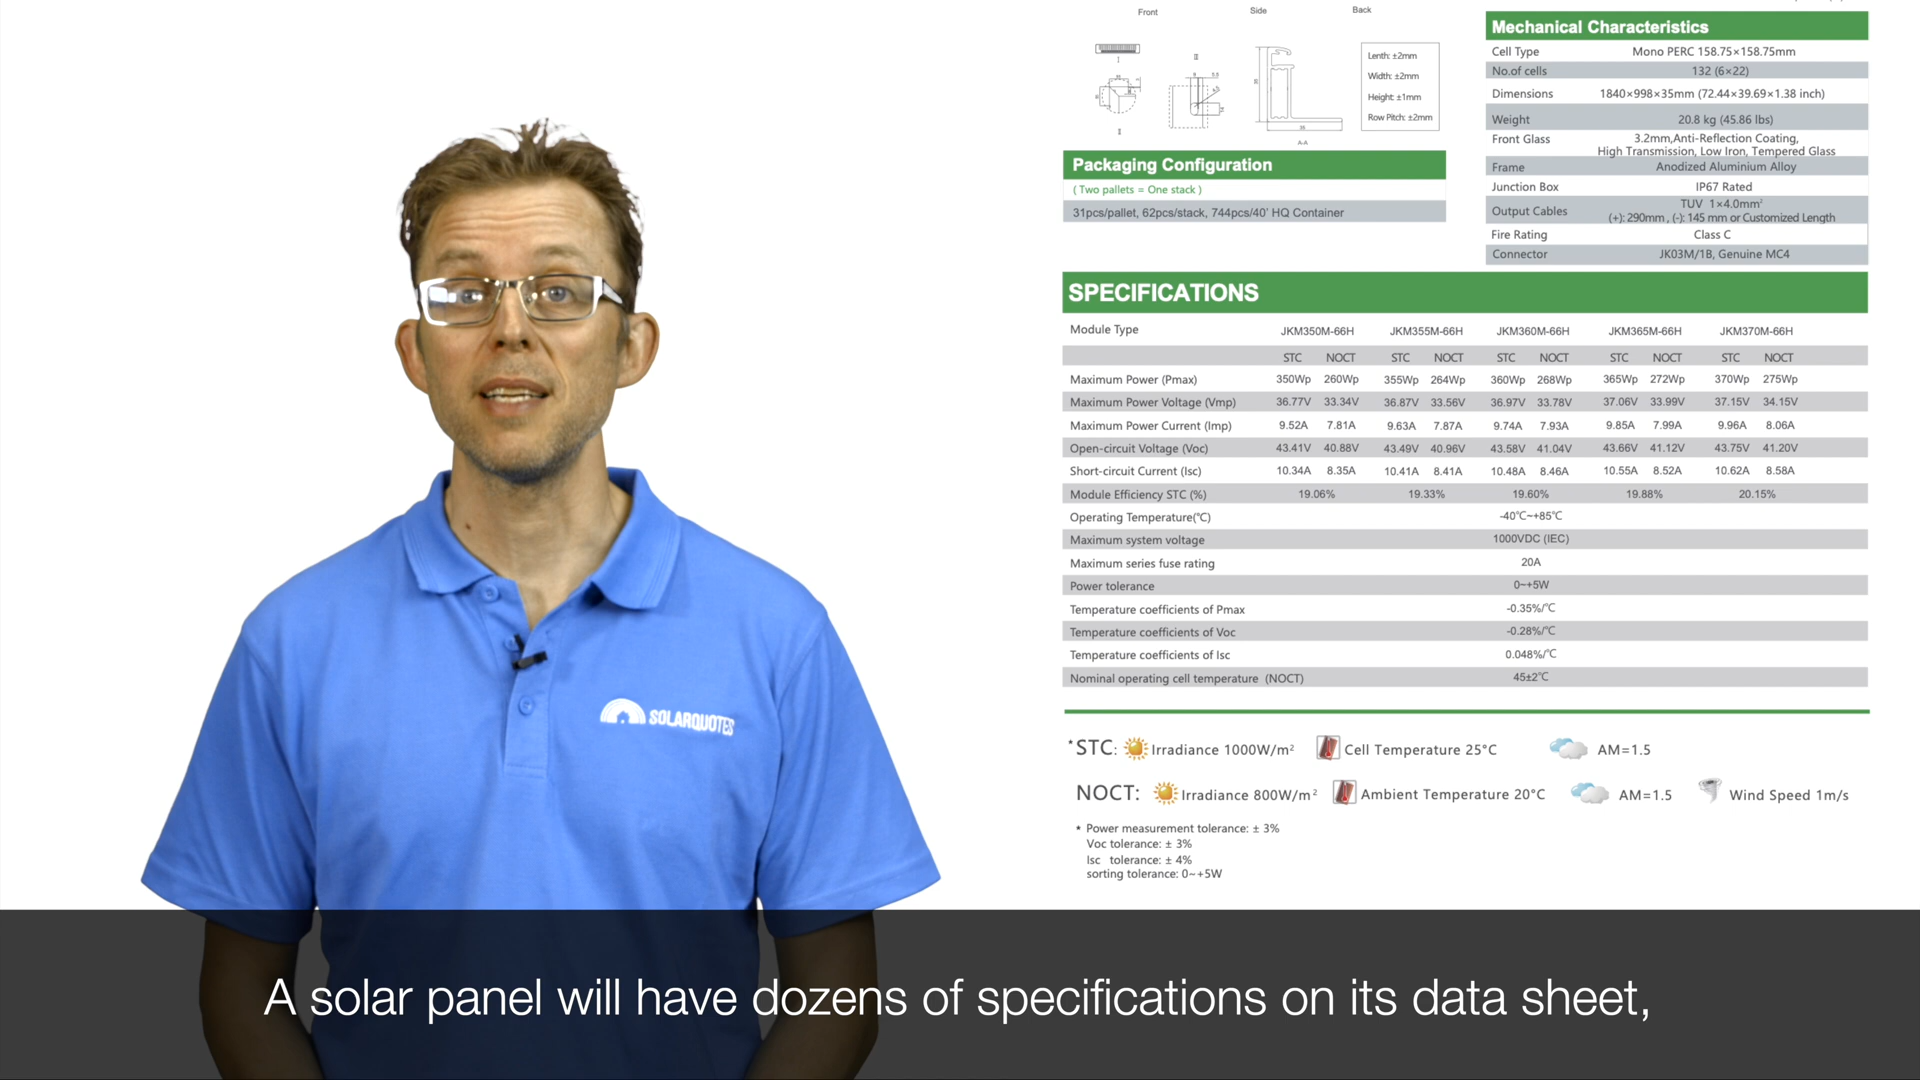 Front Side Back
Lenth: ±2mm
Width: ±2mm
Height: ±1mm
Row Pitch: ±2mm
A-A
Packaging Configuration
( Two pallets = One stack )
31pcs/pallet, 62pcs/stack, 744pcs/40' HQ Container
Mechanical Characteristics
Cell Type Mono PERC 158.75×158.75mm
No.of cells 132 (6×22)
Dimensions 1840×998×35mm (72.44×39.69×1.38 inch)
Weight 20.8 kg (45.86 lbs)
Front Glass 3.2mm,Anti-Reflection Coating,
High Transmission, Low Iron, Tempered Glass
Frame Anodized Aluminium Alloy
Junction Box IP67 Rated
Output Cables TUV 1×4.0mm²
(+): 290mm , (-): 145 mm or Customized Length
Fire Rating Class C
Connector JK03M/1B, Genuine MC4
SPECIFICATIONS
Module Type JKM350M-66H JKM355M-66H JKM360M-66H JKM365M-66H JKM370M-66H
STC NOCT STC NOCT STC NOCT STC NOCT STC NOCT
Maximum Power (Pmax) 350Wp 260Wp 355Wp 264Wp 360Wp 268Wp 365Wp 272Wp 370Wp 275Wp
Maximum Power Voltage (Vmp) 36.77V 33.34V 36.87V 33.56V 36.97V 33.78V 37.06V 33.99V 37.15V 34.15V
Maximum Power Current (Imp) 9.52A 7.81A 9.63A 7.87A 9.74A 7.93A 9.85A 7.99A 9.96A 8.06A
Open-circuit Voltage (Voc) 43.41V 40.88V 43.49V 40.96V 43.58V 41.04V 43.66V 41.12V 43.75V 41.20V
Short-circuit Current (Isc) 10.34A 8.35A 10.41A 8.41A 10.48A 8.46A 10.55A 8.52A 10.62A 8.58A
Module Efficiency STC (%) 19.06% 19.33% 19.60% 19.88% 20.15%
Operating Temperature(℃) -40℃~+85℃
Maximum system voltage 1000VDC (IEC)
Maximum series fuse rating 20A
Power tolerance 0~+5W
Temperature coefficients of Pmax -0.35%/℃
Temperature coefficients of Voc -0.28%/℃
Temperature coefficients of Isc 0.048%/℃
Nominal operating cell temperature (NOCT) 45±2℃
*STC: Irradiance 1000W/m² Cell Temperature 25°C AM=1.5
NOCT: Irradiance 800W/m² Ambient Temperature 20°C AM=1.5 Wind Speed 1m/s
* Power measurement tolerance: ± 3%
Voc tolerance: ± 3%
Isc tolerance: ± 4%
sorting tolerance: 0~+5W
SOLARQUOTES
A solar panel will have dozens of specifications on its data sheet,